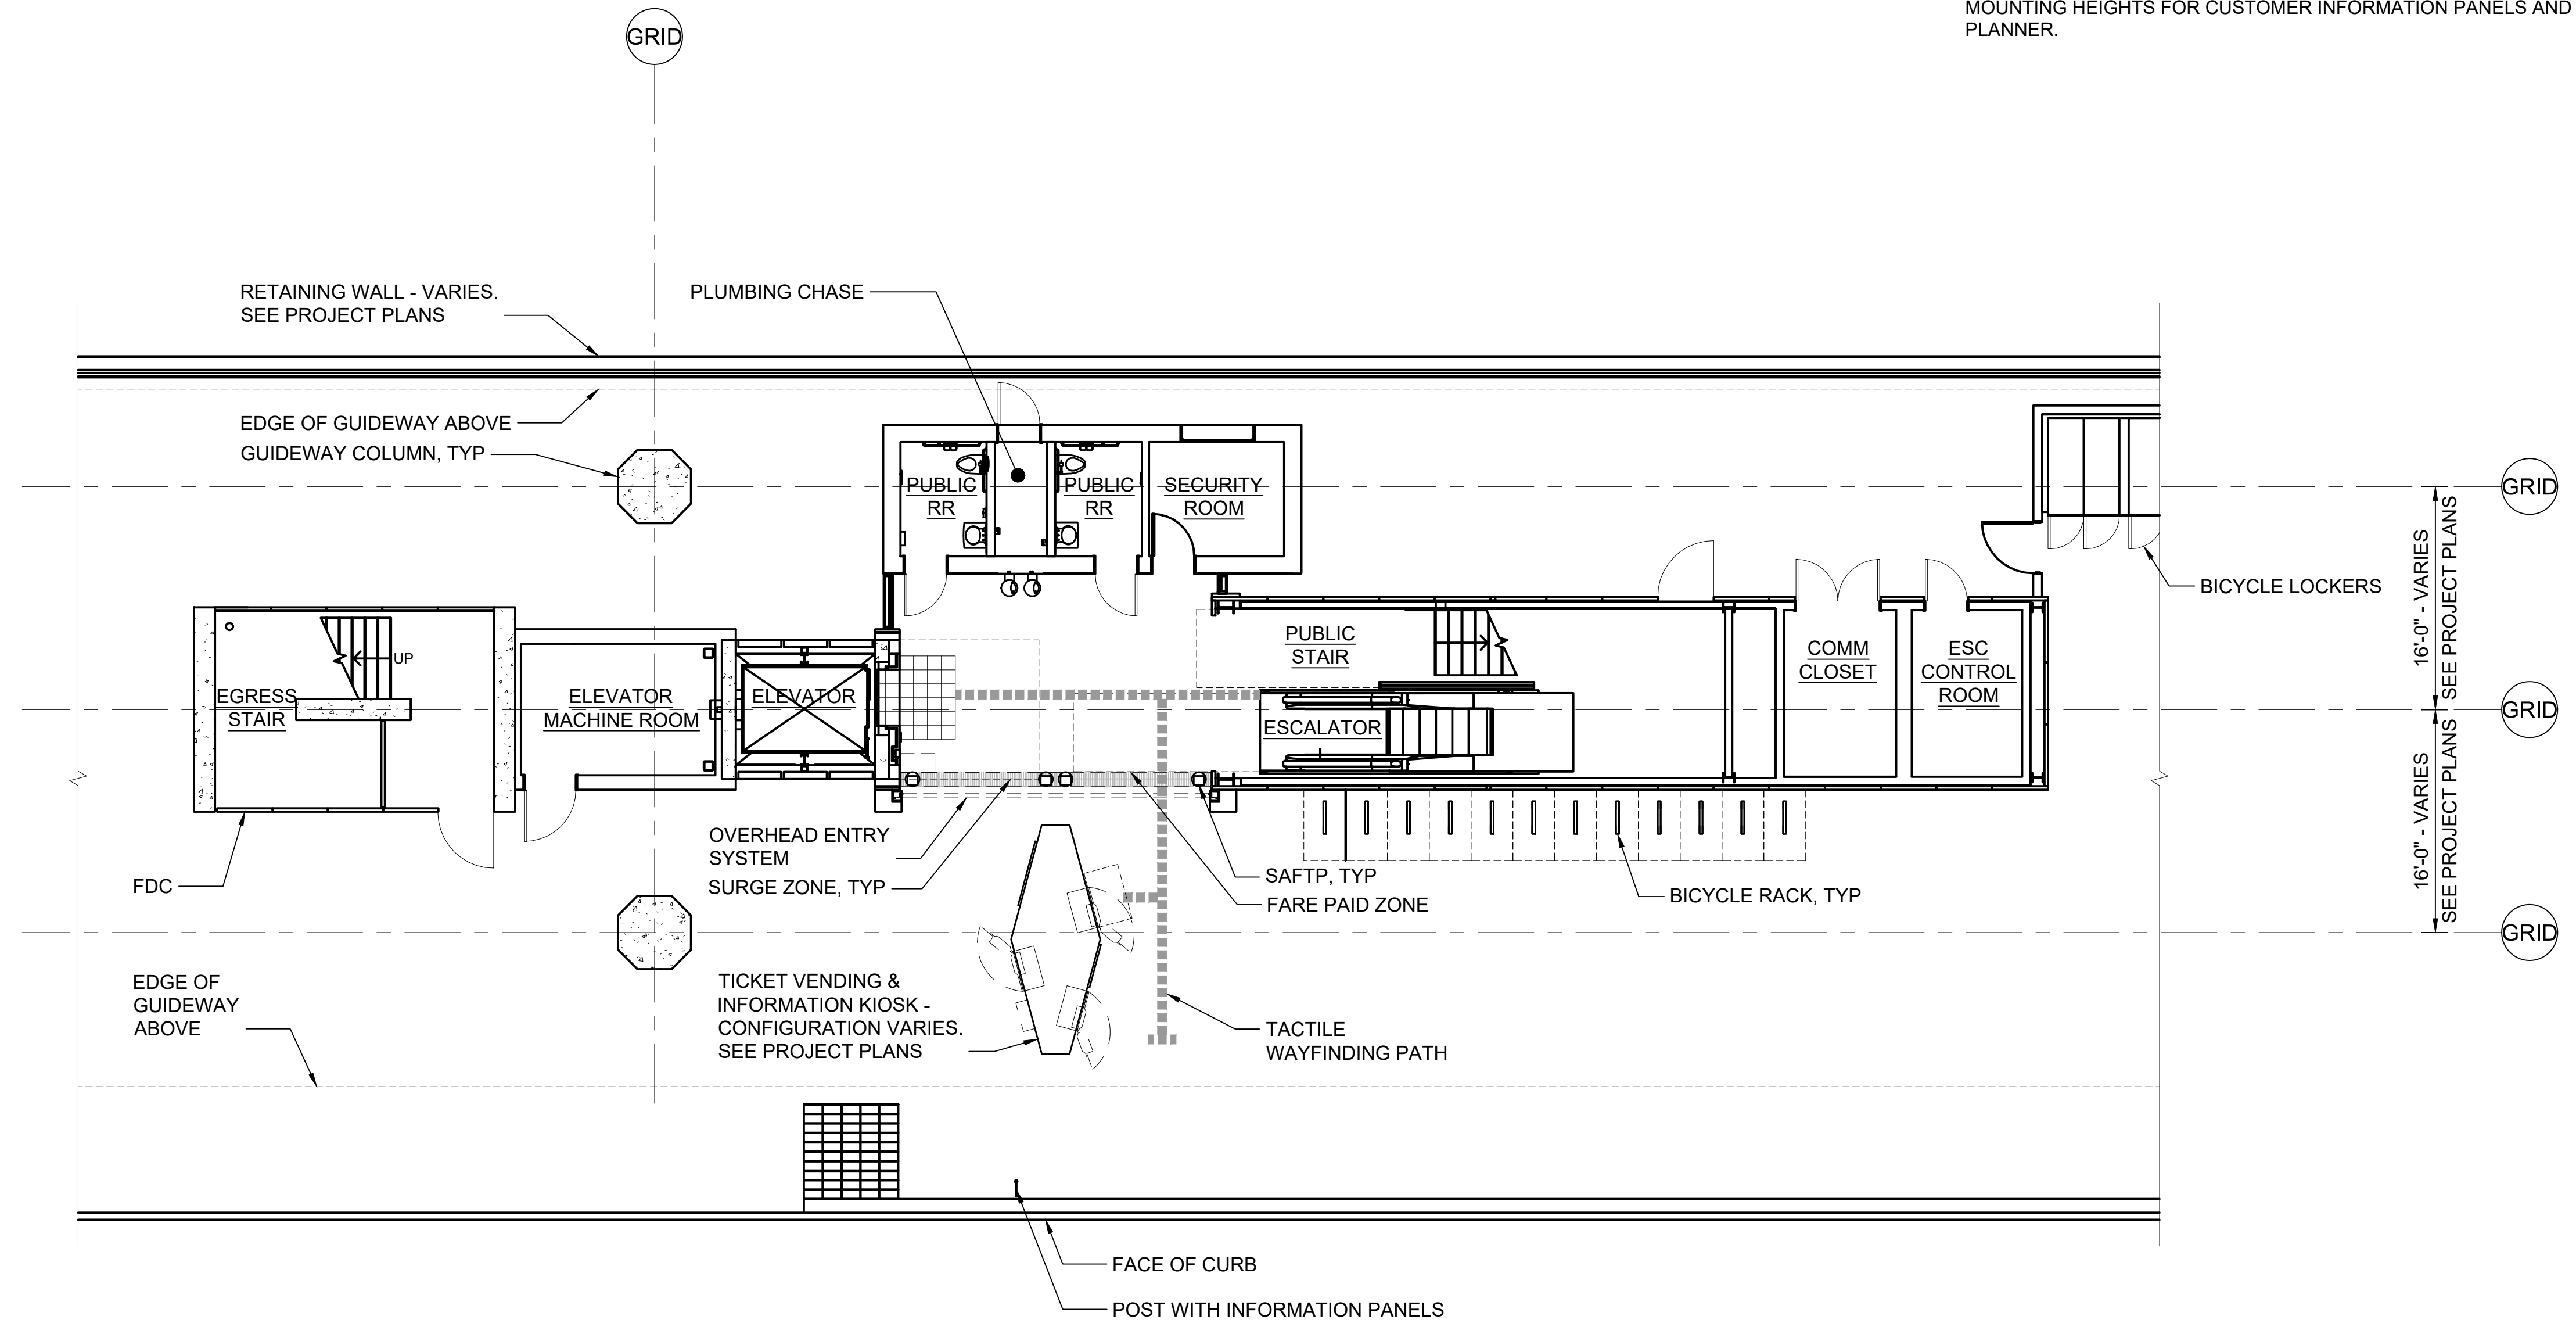 MOUNTING HEIGHTS FOR CUSTOMER INFORMATION PANELS AND
PLANNER.
GRID
RETAINING WALL - VARIES.
SEE PROJECT PLANS
PLUMBING CHASE
EDGE OF GUIDEWAY ABOVE
GUIDEWAY COLUMN, TYP
PUBLIC
RR
PUBLIC
RR
SECURITY
ROOM
GRID
BICYCLE LOCKERS
16'-0" - VARIES
SEE PROJECT PLANS
UP
EGRESS
STAIR
ELEVATOR
MACHINE ROOM
ELEVATOR
PUBLIC
STAIR
ESCALATOR
COMM
CLOSET
ESC
CONTROL
ROOM
GRID
16'-0" - VARIES
SEE PROJECT PLANS
FDC
OVERHEAD ENTRY
SYSTEM
SURGE ZONE, TYP
SAFTP, TYP
FARE PAID ZONE
BICYCLE RACK, TYP
GRID
EDGE OF
GUIDEWAY
ABOVE
TICKET VENDING &
INFORMATION KIOSK -
CONFIGURATION VARIES.
SEE PROJECT PLANS
TACTILE
WAYFINDING PATH
FACE OF CURB
POST WITH INFORMATION PANELS